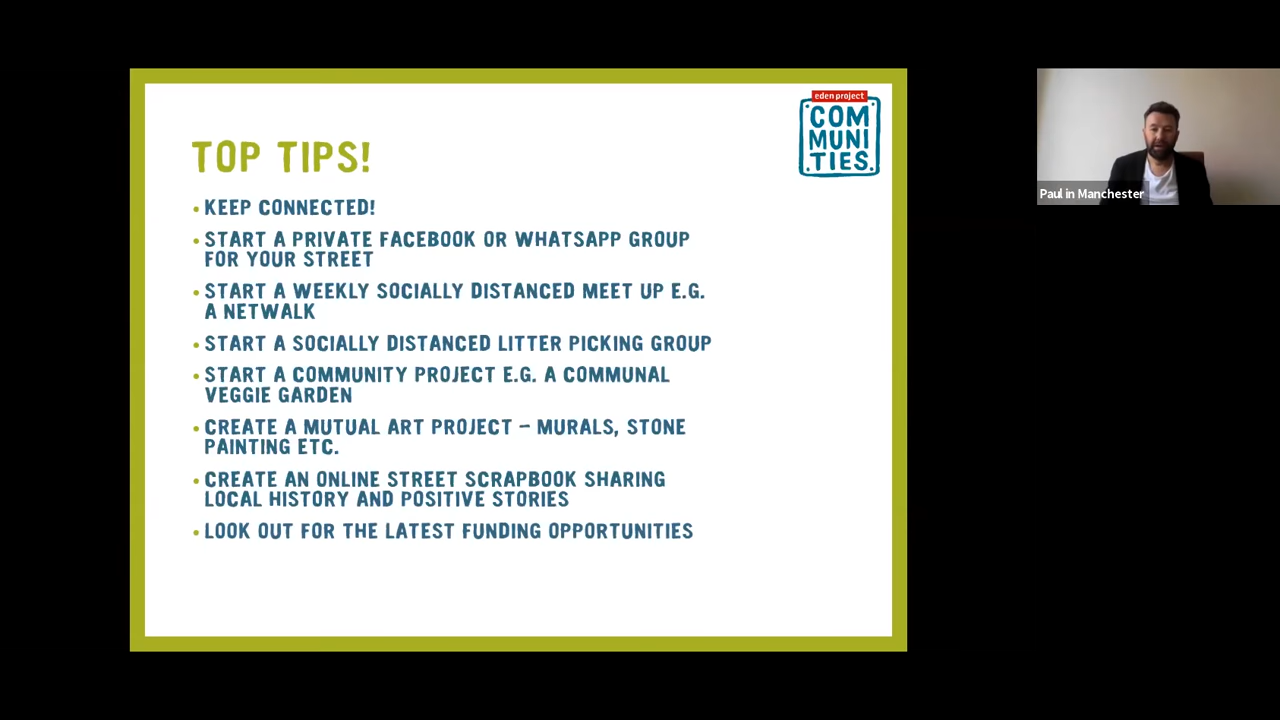 eden project
COM
MUNI
TIES
TOP TIPS!
• KEEP CONNECTED!
• START A PRIVATE FACEBOOK OR WHATSAPP GROUP
FOR YOUR STREET
• START A WEEKLY SOCIALLY DISTANCED MEET UP E.G.
A NETWALK
• START A SOCIALLY DISTANCED LITTER PICKING GROUP
• START A COMMUNITY PROJECT E.G. A COMMUNAL
VEGGIE GARDEN
• CREATE A MUTUAL ART PROJECT – MURALS, STONE
PAINTING ETC.
• CREATE AN ONLINE STREET SCRAPBOOK SHARING
LOCAL HISTORY AND POSITIVE STORIES
• LOOK OUT FOR THE LATEST FUNDING OPPORTUNITIES
Paul in Manchester